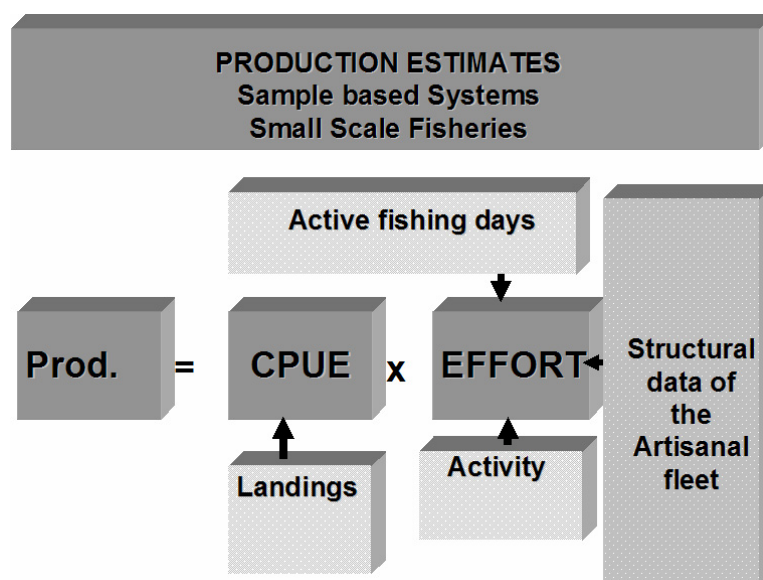 PRODUCTION ESTIMATES
Sample based Systems
Small Scale Fisheries
Active fishing days
Prod.
=
CPUE
x
EFFORT
Structural
data of
the
Artisanal
fleet
Landings
Activity